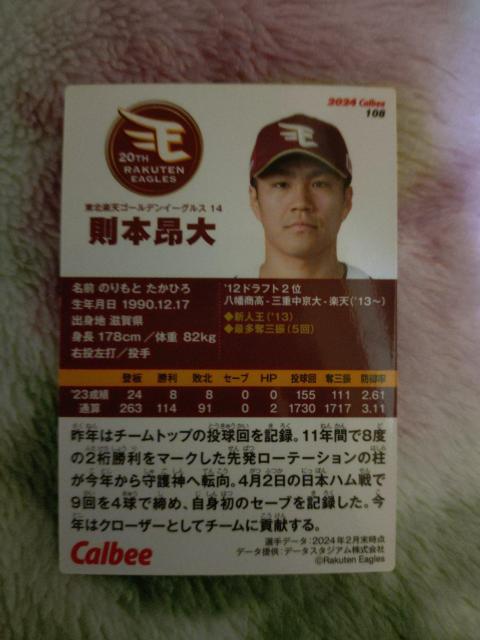 2024 Calbee
108
20TH
RAKUTEN
EAGLES
東北楽天ゴールデンイーグルス 14
則本昂大
名前 のりもと たかひろ
生年月日 1990.12.17
出身地 滋賀県
身長 178cm/体重 82kg
右投左打/投手
'12ドラフト2位
八幡商高-三重中京大-楽天('13~)
◆新人王('13)
◆最多奪三振(5回)
登板 勝利 敗北 セーブ HP 投球回 奪三振 防御率
'23成績 24 8 8 0 0 155 111 2.61
通算 263 114 91 0 2 1730 1717 3.11
昨年はチームトップの投球回を記録。11年間で8度
の2桁勝利をマークした先発ローテーションの柱
が今年から守護神へ転向。4月2日の日本ハム戦で
9回を4球で締め、自身初のセーブを記録した。今
年はクローザーとしてチームに貢献する。
選手データ:2024年2月末時点
データ提供:データスタジアム株式会社
©Rakuten Eagles
Calbee